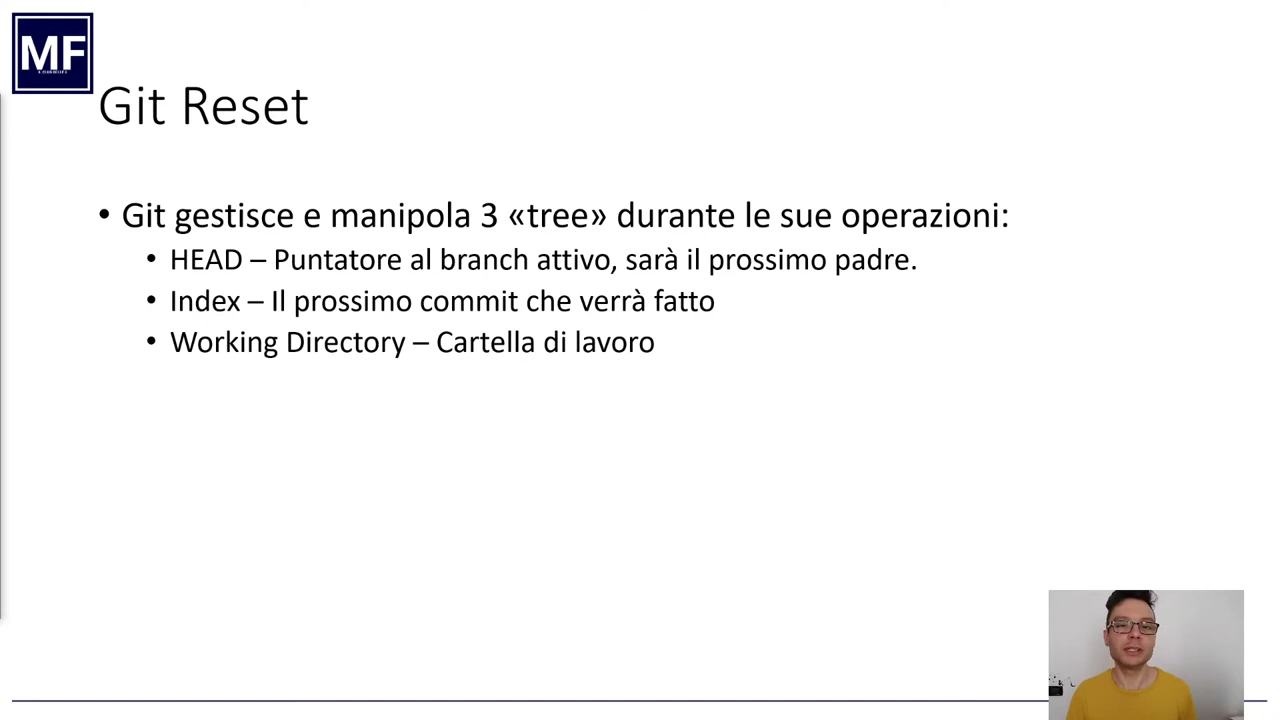 MF
Git Reset
• Git gestisce e manipola 3 «tree» durante le sue operazioni:
• HEAD – Puntatore al branch attivo, sarà il prossimo padre.
• Index – Il prossimo commit che verrà fatto
• Working Directory – Cartella di lavoro